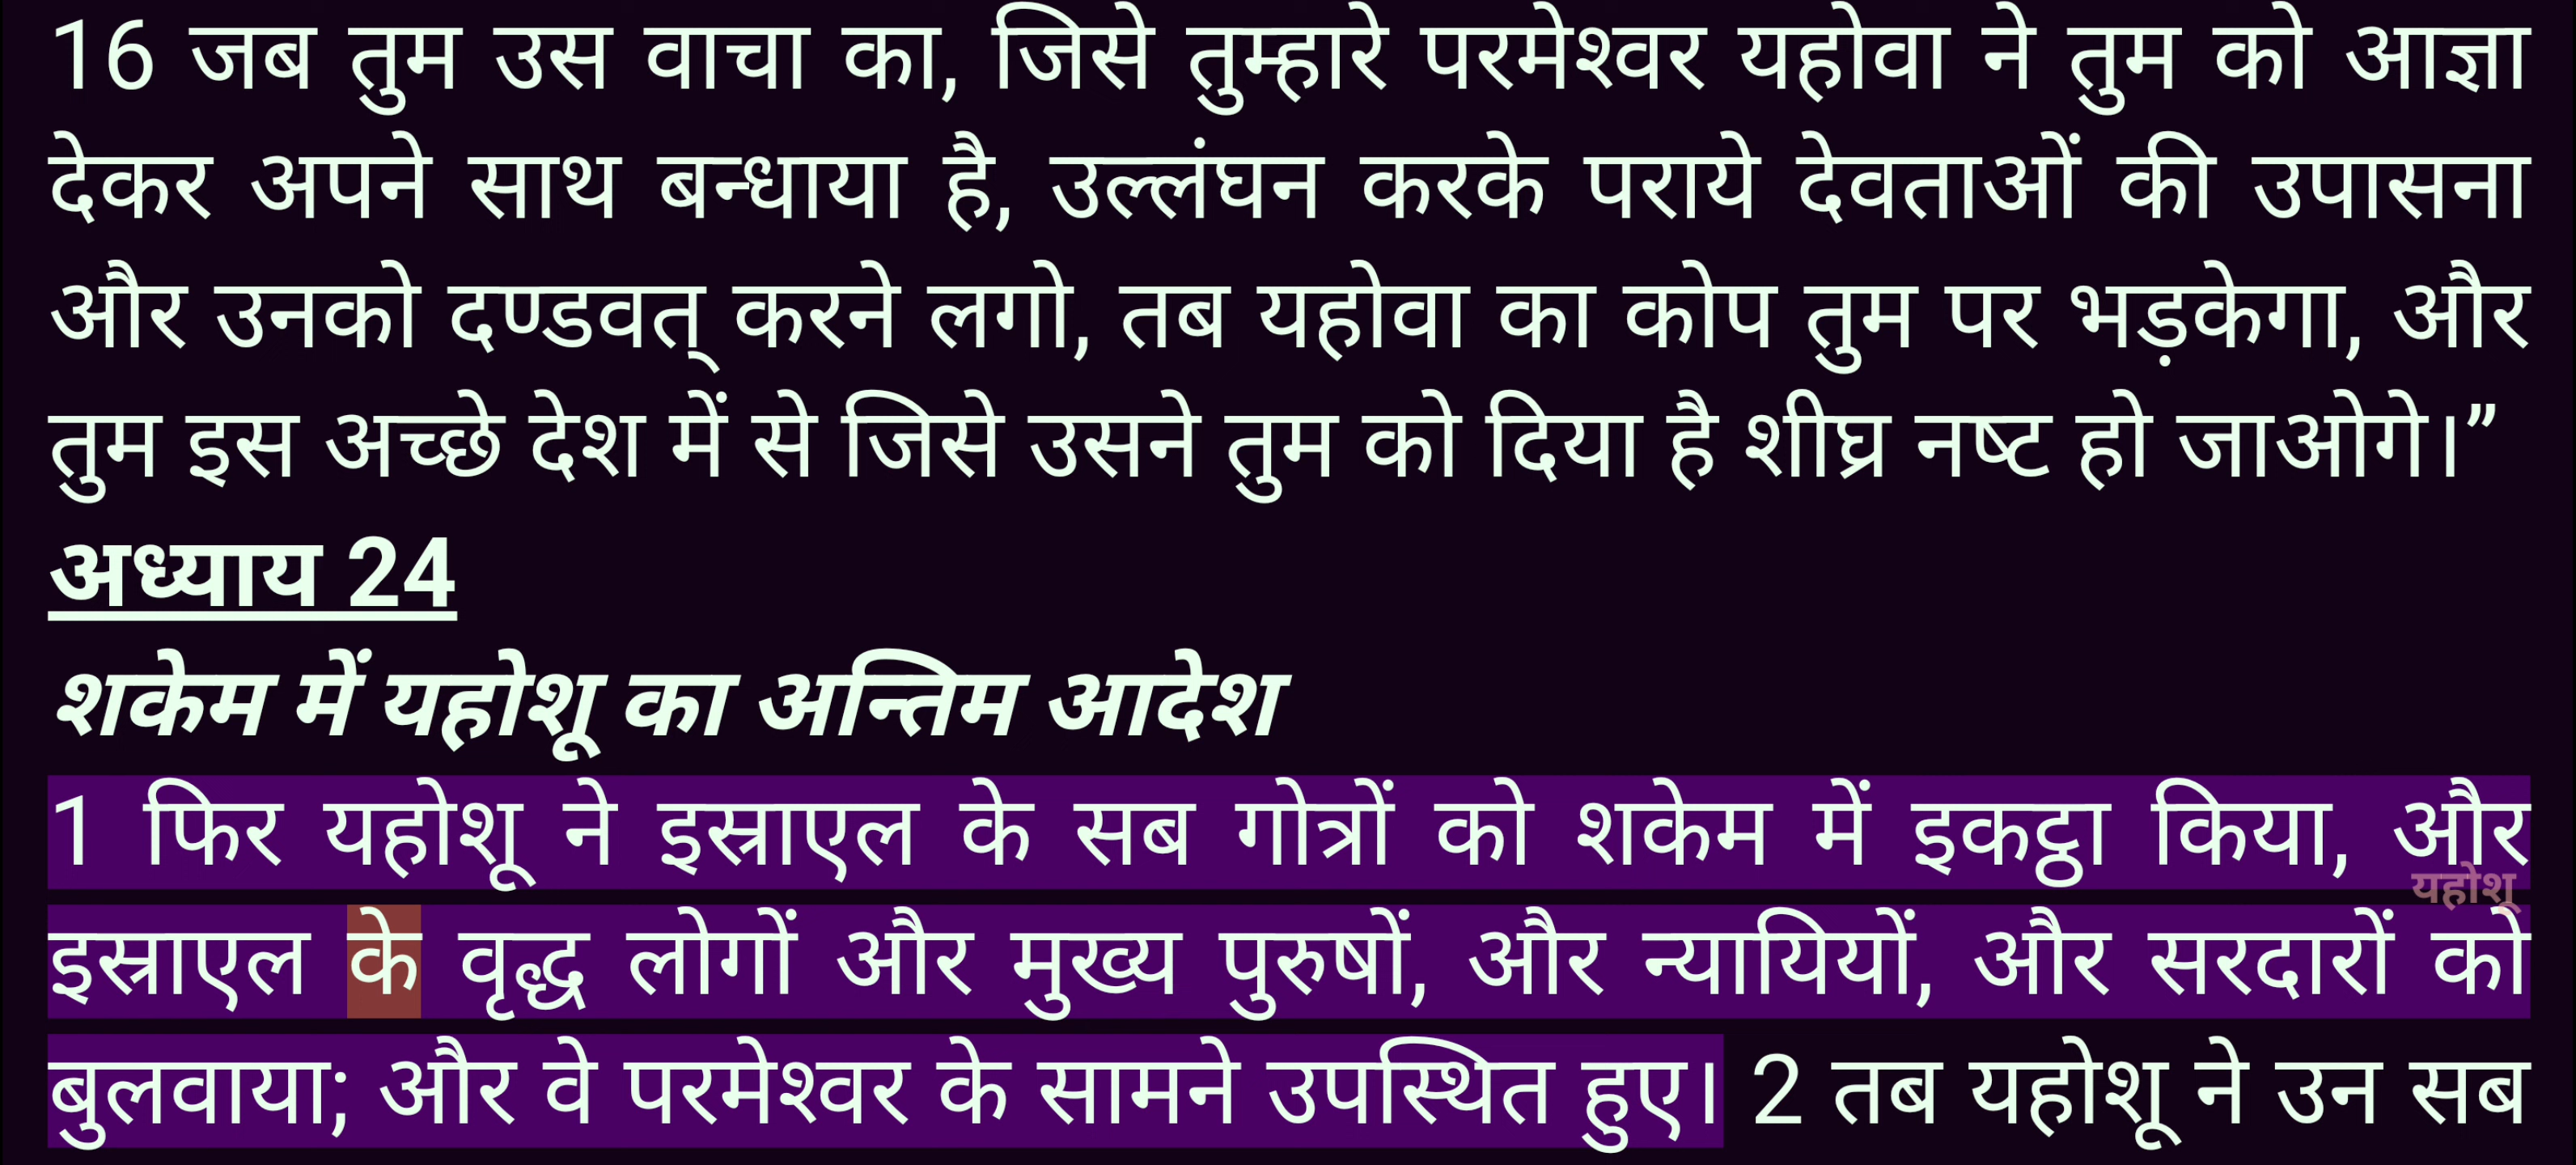 16 जब तुम उस वाचा का, जिसे तुम्हारे परमेश्वर यहोवा ने तुम को आज्ञा
देकर अपने साथ बन्धाया है, उल्लंघन करके पराये देवताओं की उपासना
और उनको दण्डवत् करने लगो, तब यहोवा का कोप तुम पर भड़केगा, और
तुम इस अच्छे देश में से जिसे उसने तुम को दिया है शीघ्र नष्ट हो जाओगे।”
अध्याय 24
शकेम में यहोशू का अन्तिम आदेश
1 फिर यहोशू ने इस्राएल के सब गोत्रों को शकेम में इकट्ठा किया, और
यहोशू
इस्राएल के वृद्ध लोगों और मुख्य पुरुषों, और न्यायियों, और सरदारों को
बुलवाया; और वे परमेश्वर के सामने उपस्थित हुए। 2 तब यहोशू ने उन सब